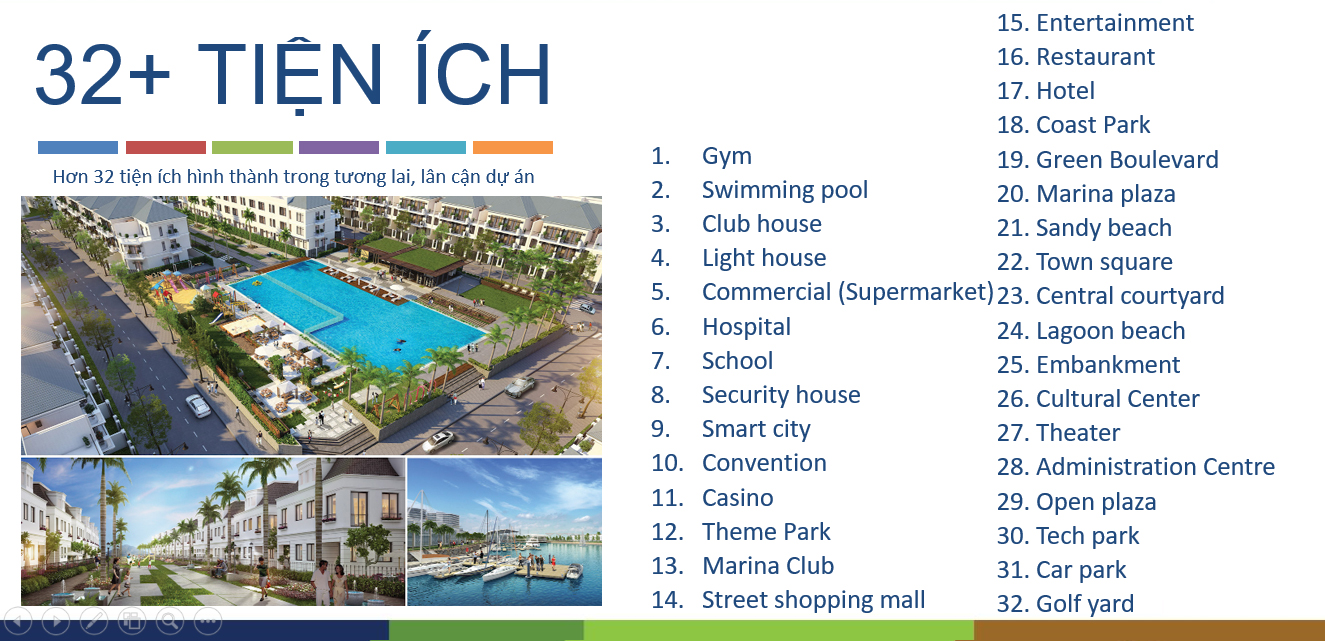 32+ TIỆN ÍCH
Hơn 32 tiện ích hình thành trong tương lai, lân cận dự án
1. Gym
2. Swimming pool
3. Club house
4. Light house
5. Commercial (Supermarket)
6. Hospital
7. School
8. Security house
9. Smart city
10. Convention
11. Casino
12. Theme Park
13. Marina Club
14. Street shopping mall
15. Entertainment
16. Restaurant
17. Hotel
18. Coast Park
19. Green Boulevard
20. Marina plaza
21. Sandy beach
22. Town square
23. Central courtyard
24. Lagoon beach
25. Embankment
26. Cultural Center
27. Theater
28. Administration Centre
29. Open plaza
30. Tech park
31. Car park
32. Golf yard